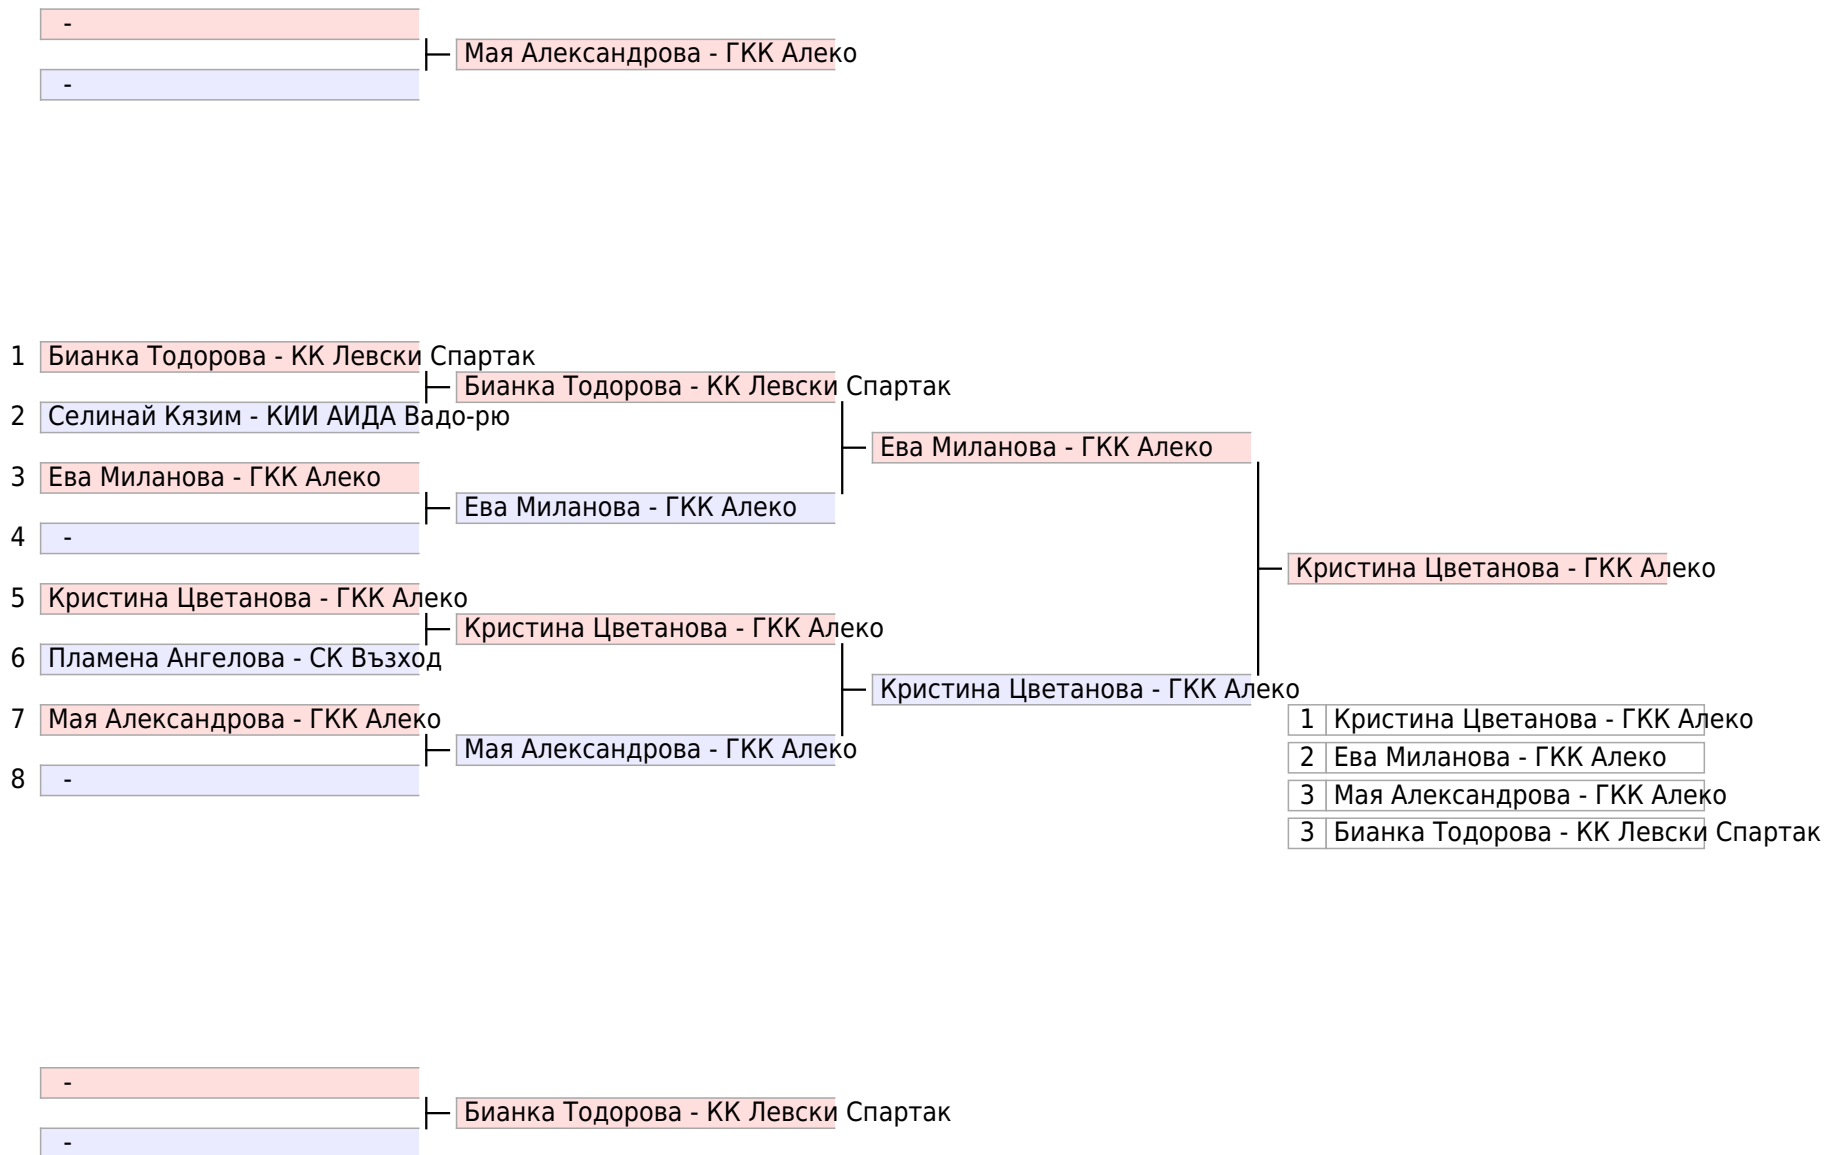 -
Мая Александрова - ГКК Алеко
-
1 Бианка Тодорова - КК Левски Спартак
Бианка Тодорова - КК Левски Спартак
2 Селинай Кязим - КИИ АИДА Вадо-рю
Ева Миланова - ГКК Алеко
3 Ева Миланова - ГКК Алеко
Ева Миланова - ГКК Алеко
4 -
Кристина Цветанова - ГКК Алеко
5 Кристина Цветанова - ГКК Алеко
Кристина Цветанова - ГКК Алеко
6 Пламена Ангелова - СК Възход
Кристина Цветанова - ГКК Алеко
7 Мая Александрова - ГКК Алеко
Мая Александрова - ГКК Алеко
8 -
1 Кристина Цветанова - ГКК Алеко
2 Ева Миланова - ГКК Алеко
3 Мая Александрова - ГКК Алеко
3 Бианка Тодорова - КК Левски Спартак
-
Бианка Тодорова - КК Левски Спартак
-